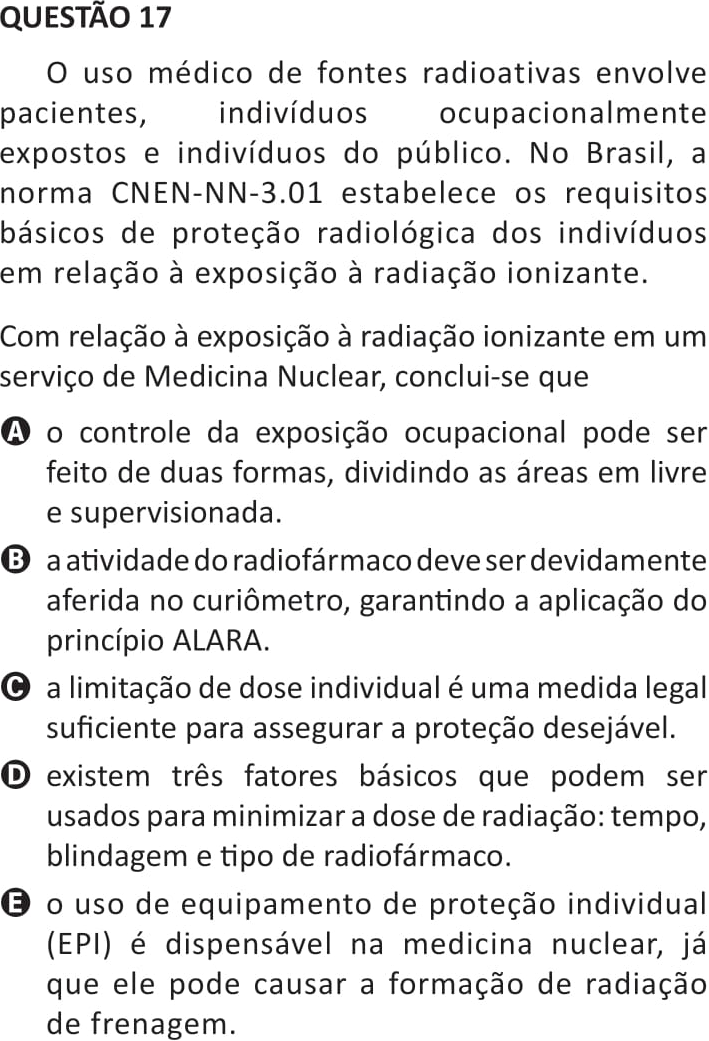 QUESTÃO 17
O uso médico de fontes radioativas envolve
pacientes, indivíduos ocupacionalmente
expostos e indivíduos do público. No Brasil, a
norma CNEN-NN-3.01 estabelece os requisitos
básicos de proteção radiológica dos indivíduos
em relação à exposição à radiação ionizante.
Com relação à exposição à radiação ionizante em um
serviço de Medicina Nuclear, conclui-se que
A o controle da exposição ocupacional pode ser
feito de duas formas, dividindo as áreas em livre
e supervisionada.
B a atividade do radiofármaco deve ser devidamente
aferida no curiômetro, garantindo a aplicação do
princípio ALARA.
C a limitação de dose individual é uma medida legal
suficiente para assegurar a proteção desejável.
D existem três fatores básicos que podem ser
usados para minimizar a dose de radiação: tempo,
blindagem e tipo de radiofármaco.
E o uso de equipamento de proteção individual
(EPI) é dispensável na medicina nuclear, já
que ele pode causar a formação de radiação
de frenagem.